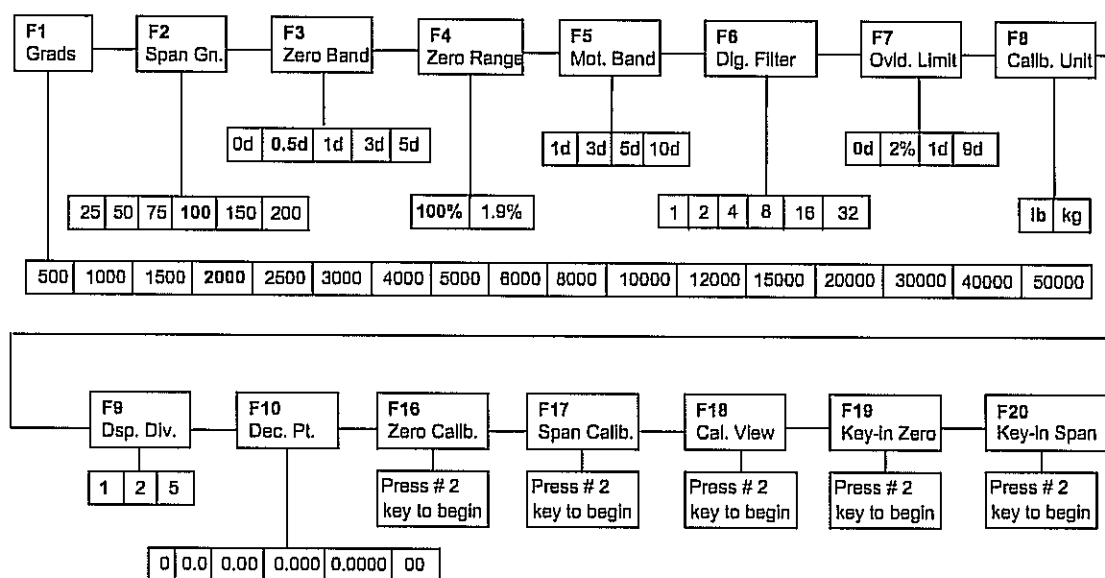 F1 F2 F3 F4 F5 F6 F7 F8
Grads Span Gn. Zero Band Zero Range Mot. Band Dig. Filter Ovld. Limit Calib. Unit
0d 0.5d 1d 3d 5d 1d 3d 5d 10d 0d 2% 1d 9d
25 50 75 100 150 200 100% 1.9% 1 2 4 8 16 32 lb kg
500 1000 1500 2000 2500 3000 4000 5000 6000 8000 10000 12000 15000 20000 30000 40000 50000
F9 F10 F16 F17 F18 F19 F20
Dsp. Div. Dec. Pt. Zero Calib. Span Calib. Cal. View Key-in Zero Key-in Span
1 2 5 Press # 2 Press # 2 Press # 2 Press # 2 Press # 2
key to begin key to begin key to begin key to begin key to begin
0 0.0 0.00 0.000 0.0000 00